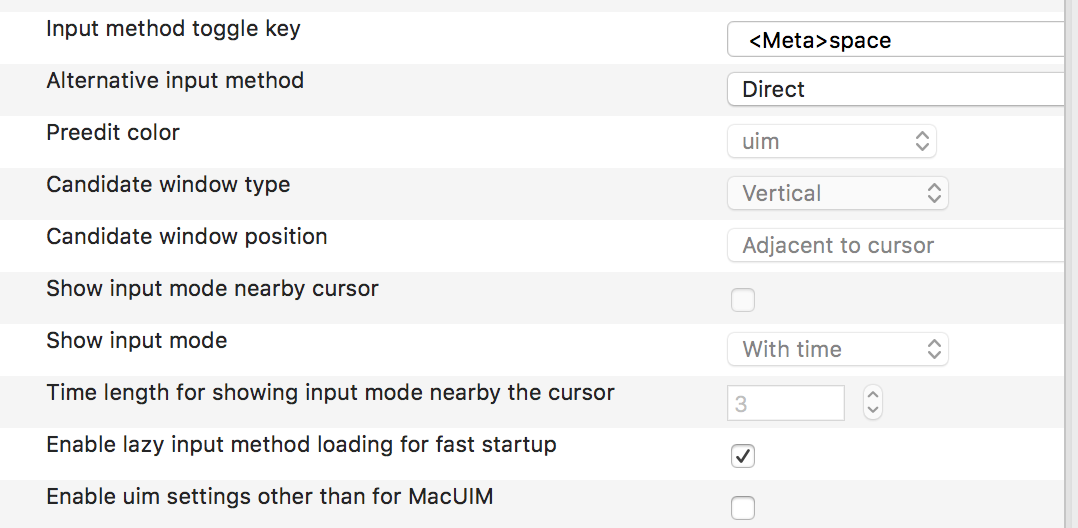 Input method toggle key
<Meta>space
Alternative input method
Direct
Preedit color
uim
Candidate window type
Vertical
Candidate window position
Adjacent to cursor
Show input mode nearby cursor
Show input mode
With time
Time length for showing input mode nearby the cursor
3
Enable lazy input method loading for fast startup
Enable uim settings other than for MacUIM